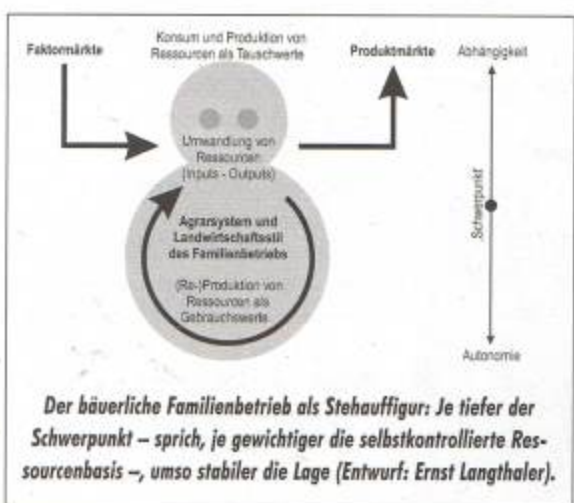 Konsum und Produktion von
Ressourcen als Tauschwerte
Faktormärkte
Produktmärkte
Abhängigkeit
Umwandlung von
Ressourcen
(Inputs - Outputs)
Agrarsystem und
Landwirtschaftsstil
des Familienbetriebs
(Re-)Produktion von
Ressourcen als
Gebrauchswerte
Schwerpunkt
Autonomie
Der bäuerliche Familienbetrieb als Stehauffigur: Je tiefer der
Schwerpunkt – sprich, je gewichtiger die selbstkontrollierte Res-
sourcenbasis –, umso stabiler die Lage (Entwurf: Ernst Langthaler).